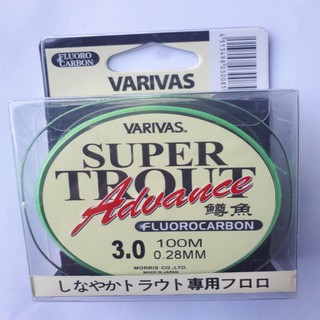 FLUORO
CARBON
VARIVAS
VARIVAS®
SUPER
TROUT
Advance
鱒魚
FLUOROCARBON
3.0 100M
0.28MM
MORRIS CO.,LTD.
MADE IN JAPAN
しなやかトラウト專用フロロ